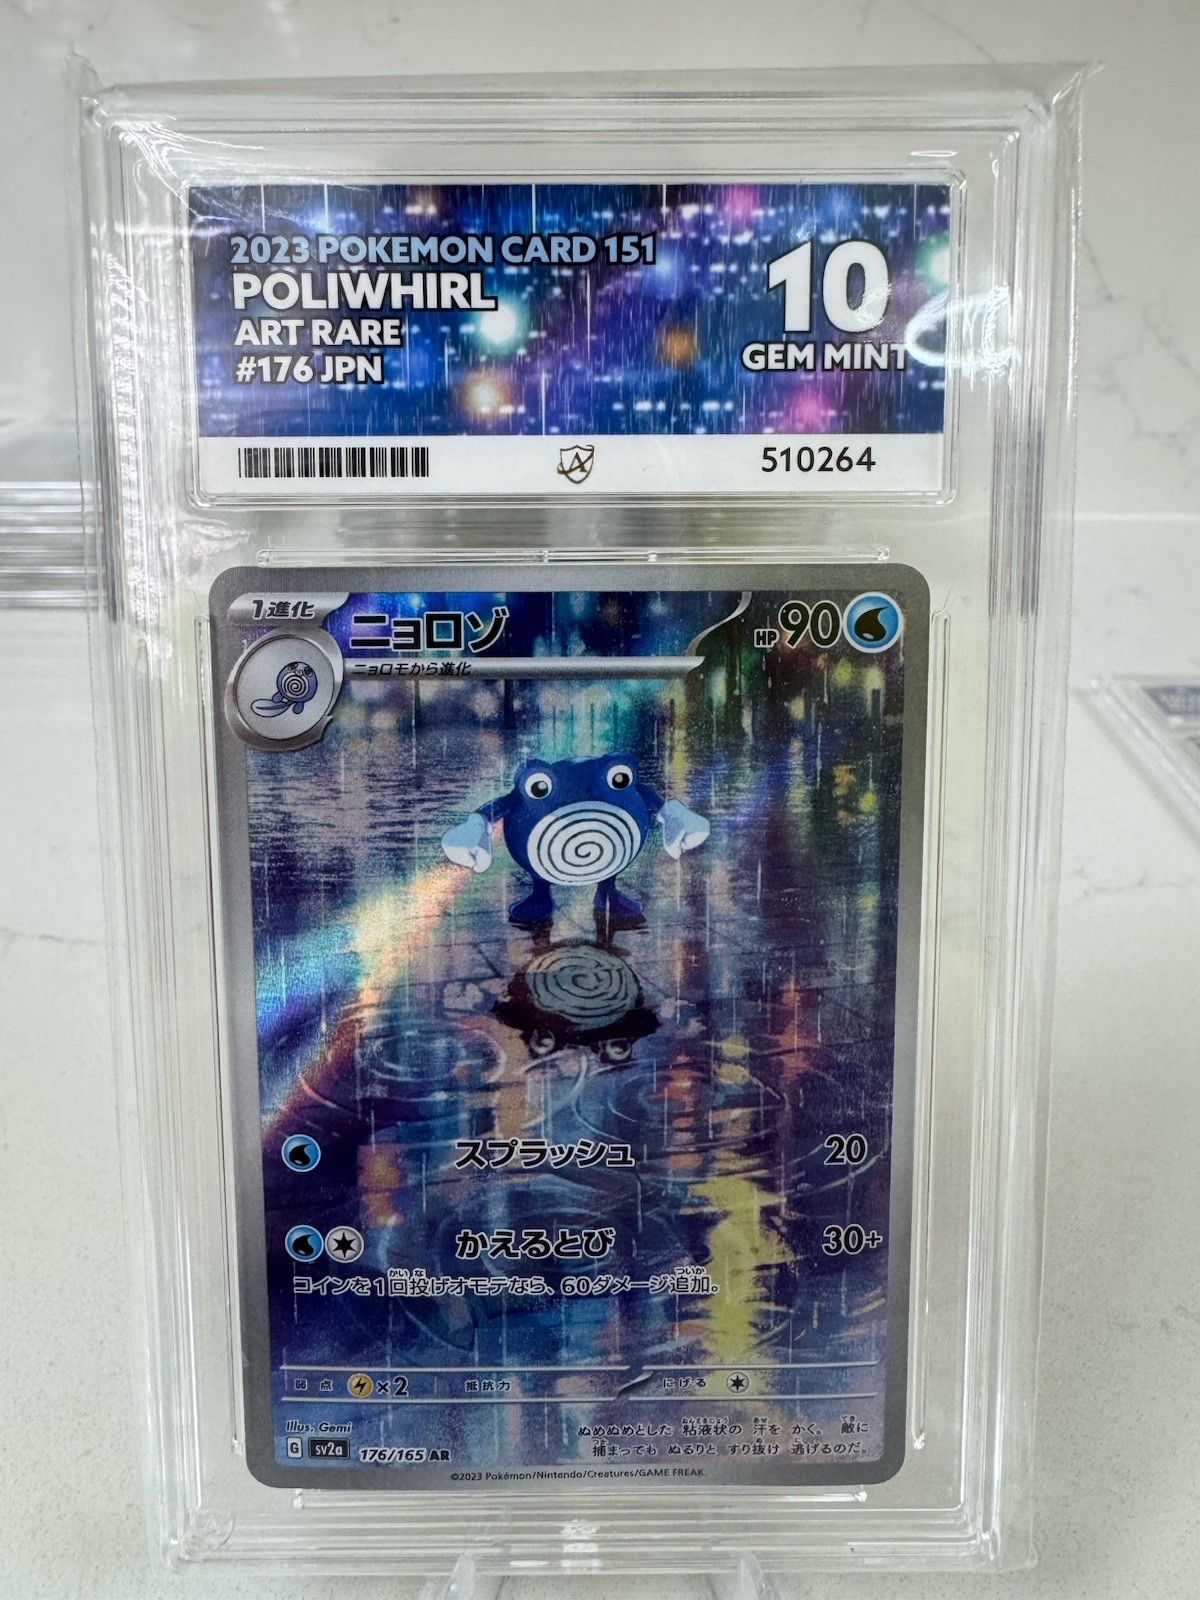 2023 POKEMON CARD 151
POLIWHIRL
ART RARE
#176 JPN
10
GEM MINT
510264
1進化
ニョロゾ
HP90
ニョロモから進化
スプラッシュ 20
かえるとび 30+
コインを1回投げオモテなら、60ダメージ追加。
弱点 ×2 抵抗力 にげる
Illus. Gemi
G sv2a 176/165 AR
ぬめぬめとした 粘液状の 汗を かく。 敵に
捕まっても ぬるりと すり抜け 逃げるのだ。
©2023 Pokémon/Nintendo/Creatures/GAME FREAK.